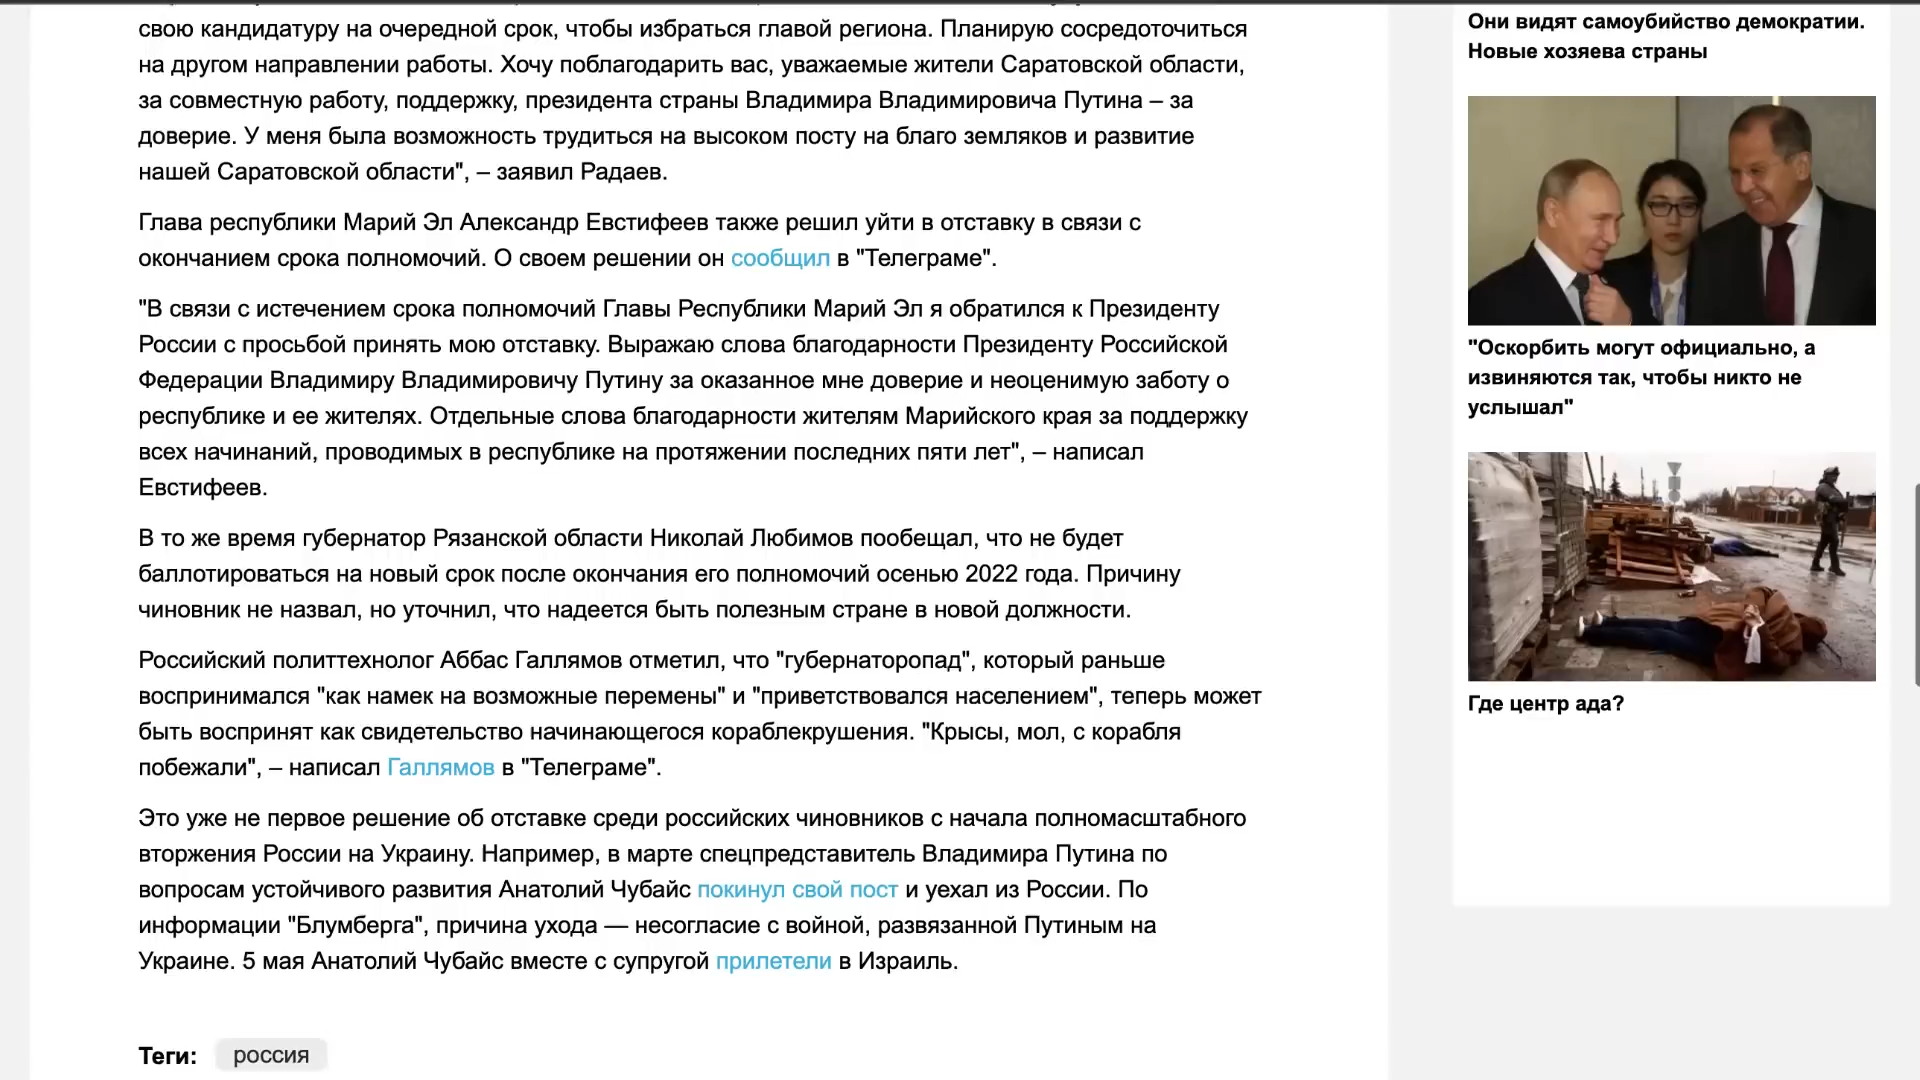 свою кандидатуру на очередной срок, чтобы избраться главой региона. Планирую сосредоточиться
на другом направлении работы. Хочу поблагодарить вас, уважаемые жители Саратовской области,
за совместную работу, поддержку, президента страны Владимира Владимировича Путина – за
доверие. У меня была возможность трудиться на высоком посту на благо земляков и развитие
нашей Саратовской области", – заявил Радаев.
Глава республики Марий Эл Александр Евстифеев также решил уйти в отставку в связи с
окончанием срока полномочий. О своем решении он сообщил в "Телеграме".
"В связи с истечением срока полномочий Главы Республики Марий Эл я обратился к Президенту
России с просьбой принять мою отставку. Выражаю слова благодарности Президенту Российской
Федерации Владимиру Владимировичу Путину за оказанное мне доверие и неоценимую заботу о
республике и ее жителях. Отдельные слова благодарности жителям Марийского края за поддержку
всех начинаний, проводимых в республике на протяжении последних пяти лет", – написал
Евстифеев.
В то же время губернатор Рязанской области Николай Любимов пообещал, что не будет
баллотироваться на новый срок после окончания его полномочий осенью 2022 года. Причину
чиновник не назвал, но уточнил, что надеется быть полезным стране в новой должности.
Российский политтехнолог Аббас Галлямов отметил, что "губернаторопад", который раньше
воспринимался "как намек на возможные перемены" и "приветствовался населением", теперь может
быть воспринят как свидетельство начинающегося кораблекрушения. "Крысы, мол, с корабля
побежали", – написал Галлямов в "Телеграме".
Это уже не первое решение об отставке среди российских чиновников с начала полномасштабного
вторжения России на Украину. Например, в марте спецпредставитель Владимира Путина по
вопросам устойчивого развития Анатолий Чубайс покинул свой пост и уехал из России. По
информации "Блумберга", причина ухода — несогласие с войной, развязанной Путиным на
Украине. 5 мая Анатолий Чубайс вместе с супругой прилетели в Израиль.
Теги: россия
Они видят самоубийство демократии.
Новые хозяева страны
"Оскорбить могут официально, а
извиняются так, чтобы никто не
услышал"
Где центр ада?